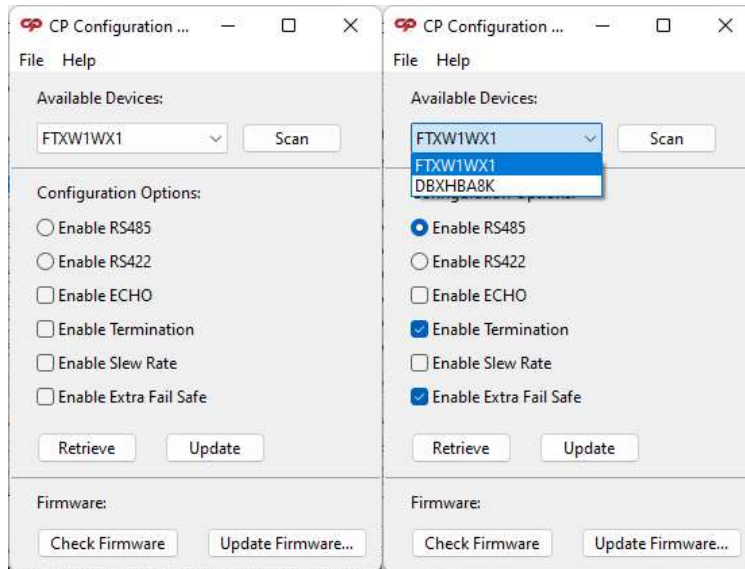 CP Configuration ...
File Help
Available Devices:
FTXW1WX1
Scan
Configuration Options:
Enable RS485
Enable RS422
Enable ECHO
Enable Termination
Enable Slew Rate
Enable Extra Fail Safe
Retrieve Update
Firmware:
Check Firmware Update Firmware...
CP Configuration ...
File Help
Available Devices:
FTXW1WX1
Scan
FTXW1WX1
DBXHBA8K
Enable RS485
Enable RS422
Enable ECHO
Enable Termination
Enable Slew Rate
Enable Extra Fail Safe
Retrieve Update
Firmware:
Check Firmware Update Firmware...